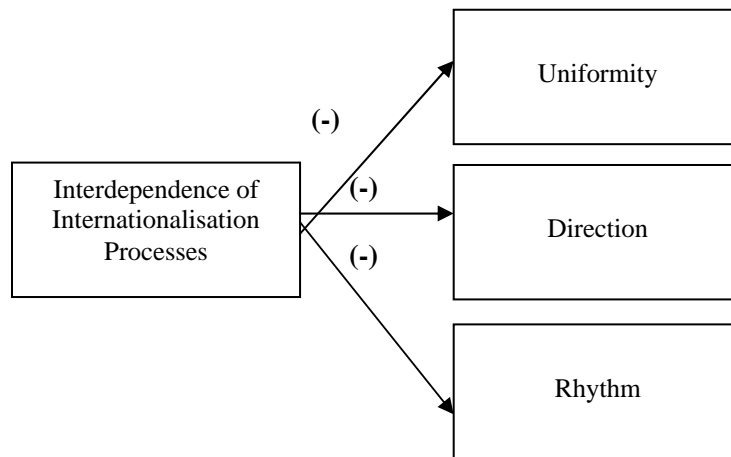 Uniformity
(-)
Interdependence of
Internationalisation
Processes
(-)
Direction
(-)
Rhythm